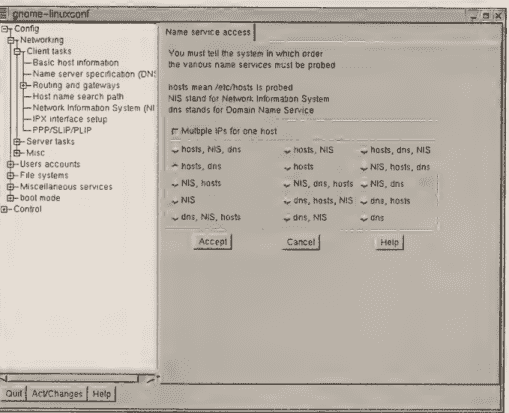 gnome-linuxconf
Config
Networking
Client tasks
Basic host information
Name server specification (DNS
Routing and gateways
Host name search path
Network Information System (NI
IPX interface setup
PPP/SLIP/PLIP
Server tasks
Misc
Users accounts
File systems
Miscellaneous services
boot mode
Control
Name service access
You must tell the system in which order
the various name services must be probed
hosts mean /etc/hosts is probed
NIS stand for Network Information System
dns stands for Domain Name Service
Multiple IPs for one host
hosts, NIS, dns hosts, NIS hosts, dns, NIS
hosts, dns hosts NIS, hosts, dns
NIS, hosts NIS, dns, hosts NIS, dns
NIS dns, hosts, NIS dns, hosts
dns, NIS, hosts dns, NIS dns
Accept Cancel Help
Quit Act/Changes Help